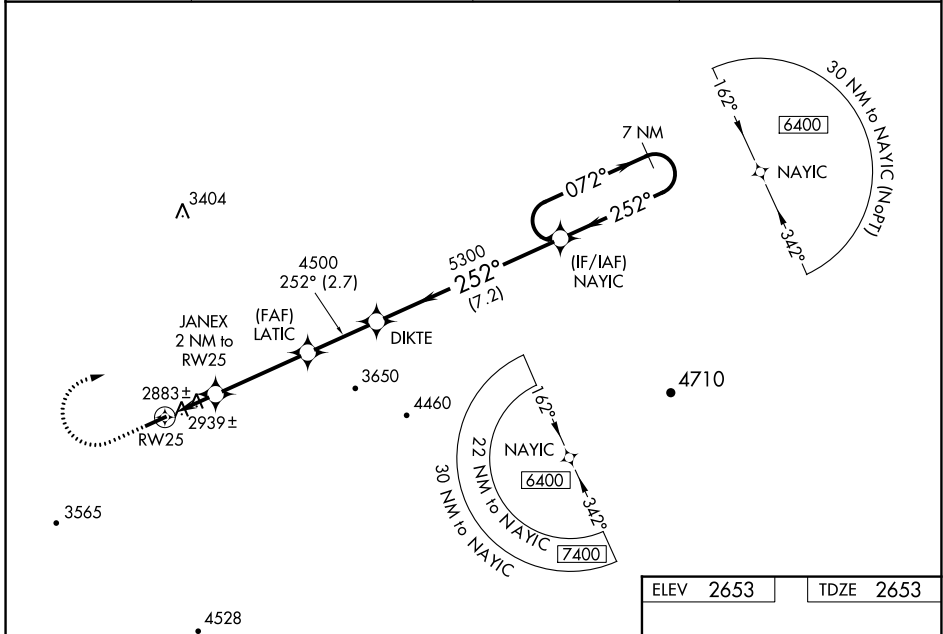 162°
6400
NAYIC
342°
30 NM to NAYIC (NoPT)
7 NM
072°
252°
3404
(IF/IAF)
NAYIC
5300
252°
(7.2)
4500
252° (2.7)
(FAF)
LATIC
DIKTE
JANEX
2 NM to
RW25
2883±
2939±
RW25
3650
4460
4710
162°
NAYIC
6400
342°
22 NM to NAYIC
7400
30 NM to NAYIC
3565
4528
ELEV 2653
TDZE 2653